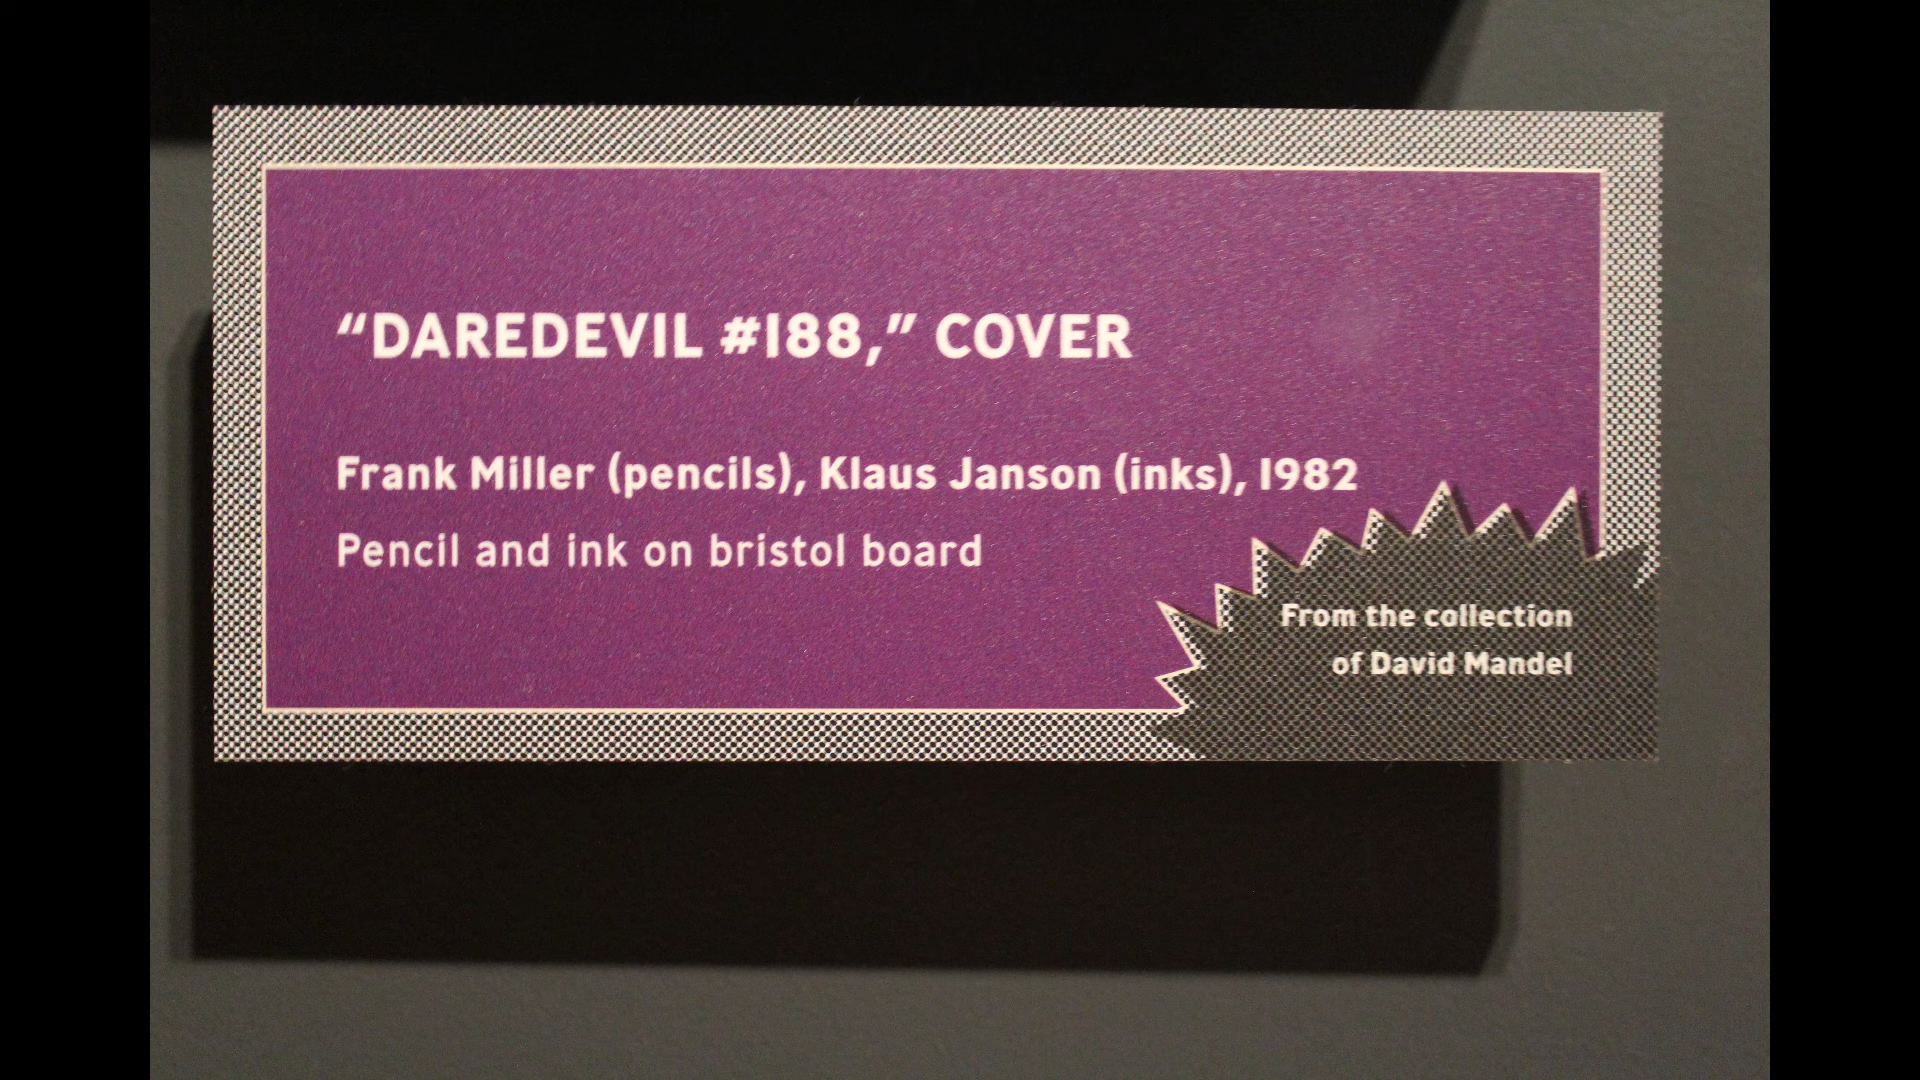 “DAREDEVIL #188,” COVER
Frank Miller (pencils), Klaus Janson (inks), 1982
Pencil and ink on bristol board
From the collection
of David Mandel